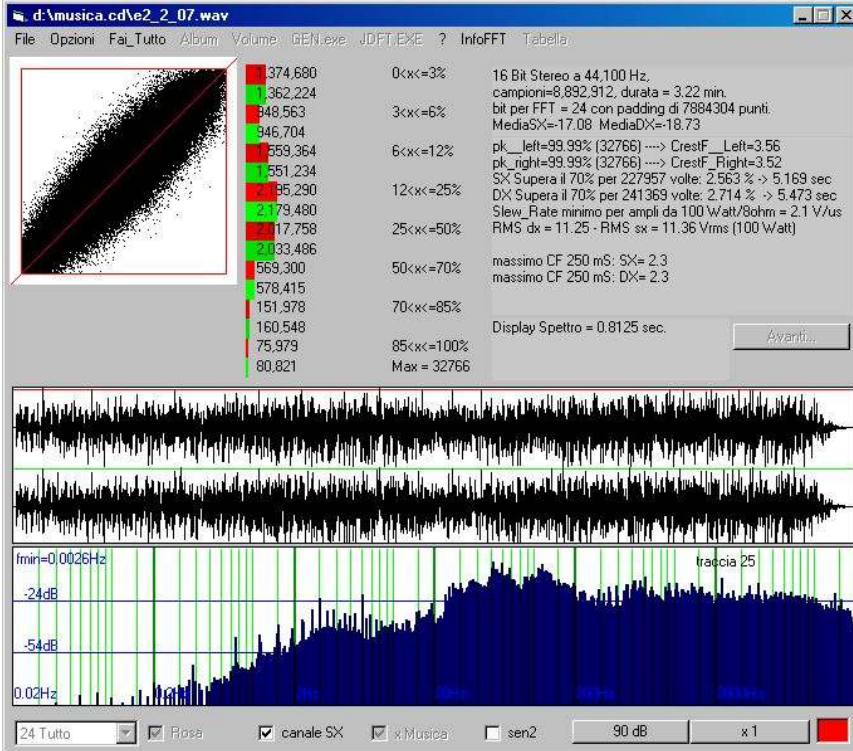 d:\musica.cd\e2_2_07.wav
File Opzioni Fai_Tutto Album Volume GEN.exe JDFT.EXE ? InfoFFT Tabella
1,374,680 0<x<=3%
1,362,224
948,563 3<x<=6%
946,704
1,559,364 6<x<=12%
1,551,234
2,195,290 12<x<=25%
2,179,480
2,017,758 25<x<=50%
2,033,486
569,300 50<x<=70%
578,415
151,978 70<x<=85%
160,548
75,979 85<x<=100%
80,821 Max = 32766
16 Bit Stereo a 44,100 Hz,
campioni=8,892,912, durata = 3.22 min.
bit per FFT = 24 con padding di 7884304 punti.
MediaSX=-17.08 MediaDX=-18.73
pk__left=99.99% (32766) ----> CrestF__Left=3.56
pk_right=99.99% (32766) ----> CrestF_Right=3.52
SX Supera il 70% per 227957 volte: 2.563 % -> 5.169 sec
DX Supera il 70% per 241369 volte: 2.714 % -> 5.473 sec
Slew_Rate minimo per ampli da 100 Watt/8ohm = 2.1 V/us
RMS dx = 11.25 - RMS sx = 11.36 Vrms (100 Watt)
massimo CF 250 mS: SX= 2.3
massimo CF 250 mS: DX= 2.3
Display Spettro = 0.8125 sec.
Avanti...
fmin=0,0026Hz traccia 25
-24dB
-54dB
0.02Hz 0.2Hz 2Hz 20Hz 200Hz 2000Hz
24 Tutto Rosa canale SX x Musica sen2 90 dB x 1